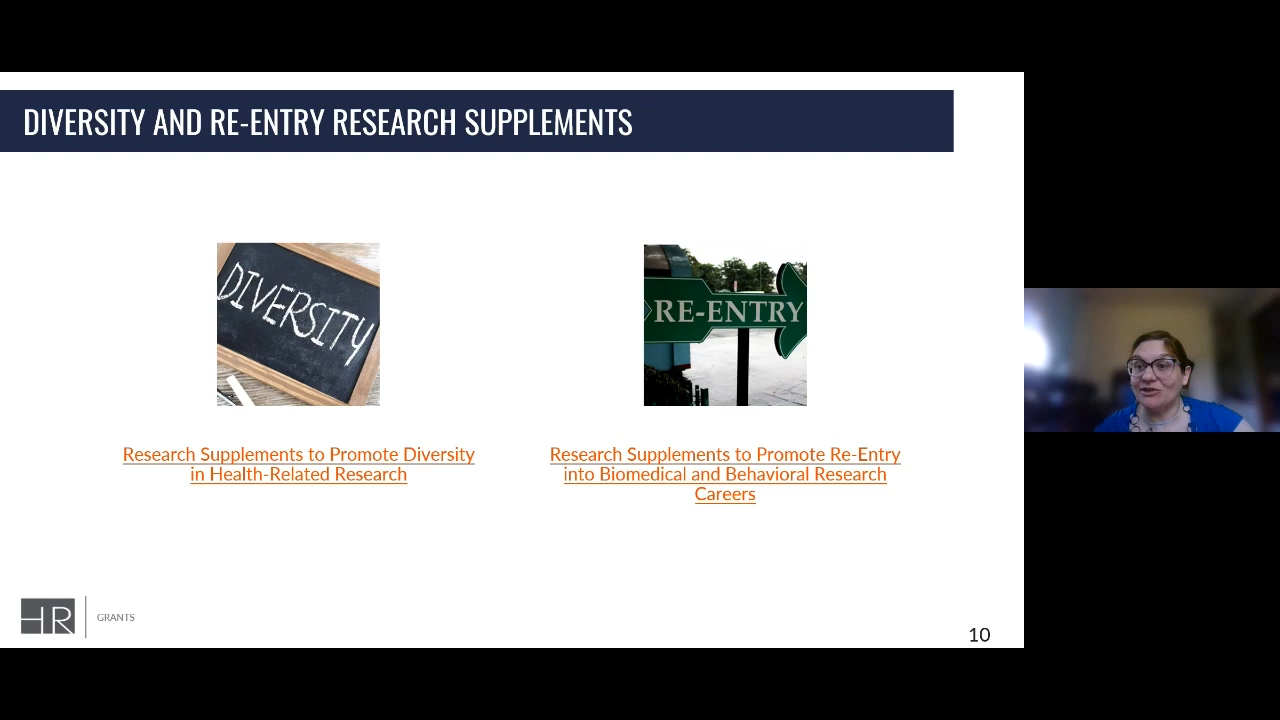 DIVERSITY AND RE-ENTRY RESEARCH SUPPLEMENTS
DIVERSITY
RE-ENTRY
Research Supplements to Promote Diversity
in Health-Related Research
Research Supplements to Promote Re-Entry
into Biomedical and Behavioral Research
Careers
HR
GRANTS
10